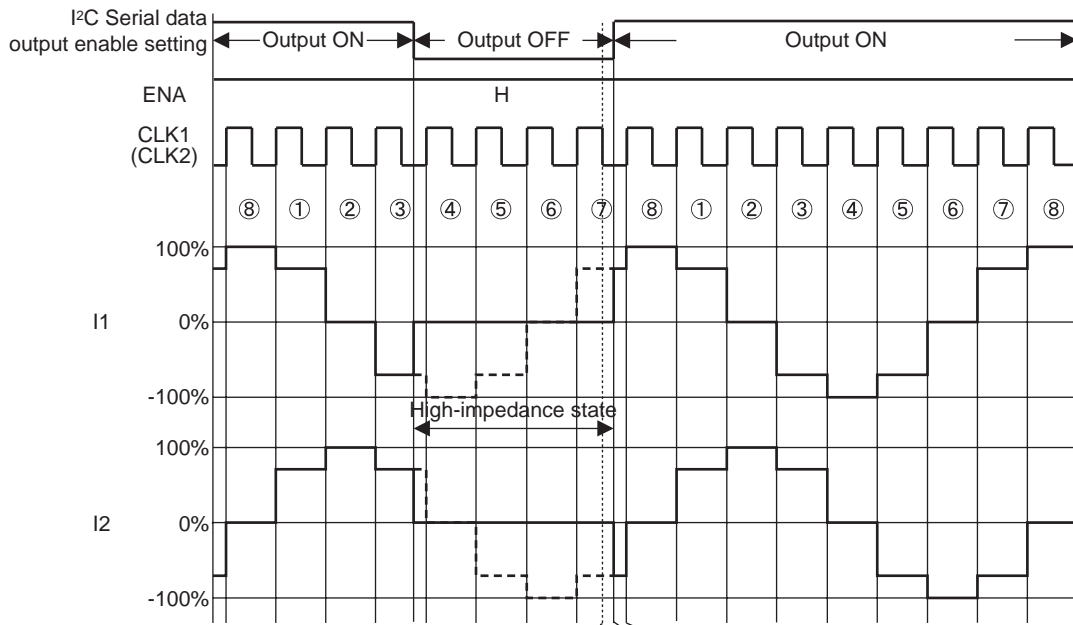 I²C Serial data
output enable setting
Output ON Output OFF Output ON
ENA H
CLK1
(CLK2)
⑧ ① ② ③ ④ ⑤ ⑥ ⑦ ⑧ ① ② ③ ④ ⑤ ⑥ ⑦ ⑧
100%
I1 0%
-100%
High-impedance state
100%
I2 0%
-100%